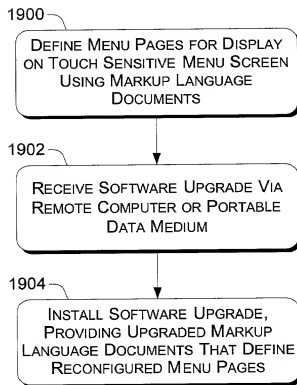 1900
DEFINE MENU PAGES FOR DISPLAY
ON TOUCH SENSITIVE MENU SCREEN
USING MARKUP LANGUAGE
DOCUMENTS
1902
RECEIVE SOFTWARE UPGRADE VIA
REMOTE COMPUTER OR PORTABLE
DATA MEDIUM
1904
INSTALL SOFTWARE UPGRADE,
PROVIDING UPGRADED MARKUP
LANGUAGE DOCUMENTS THAT DEFINE
RECONFIGURED MENU PAGES